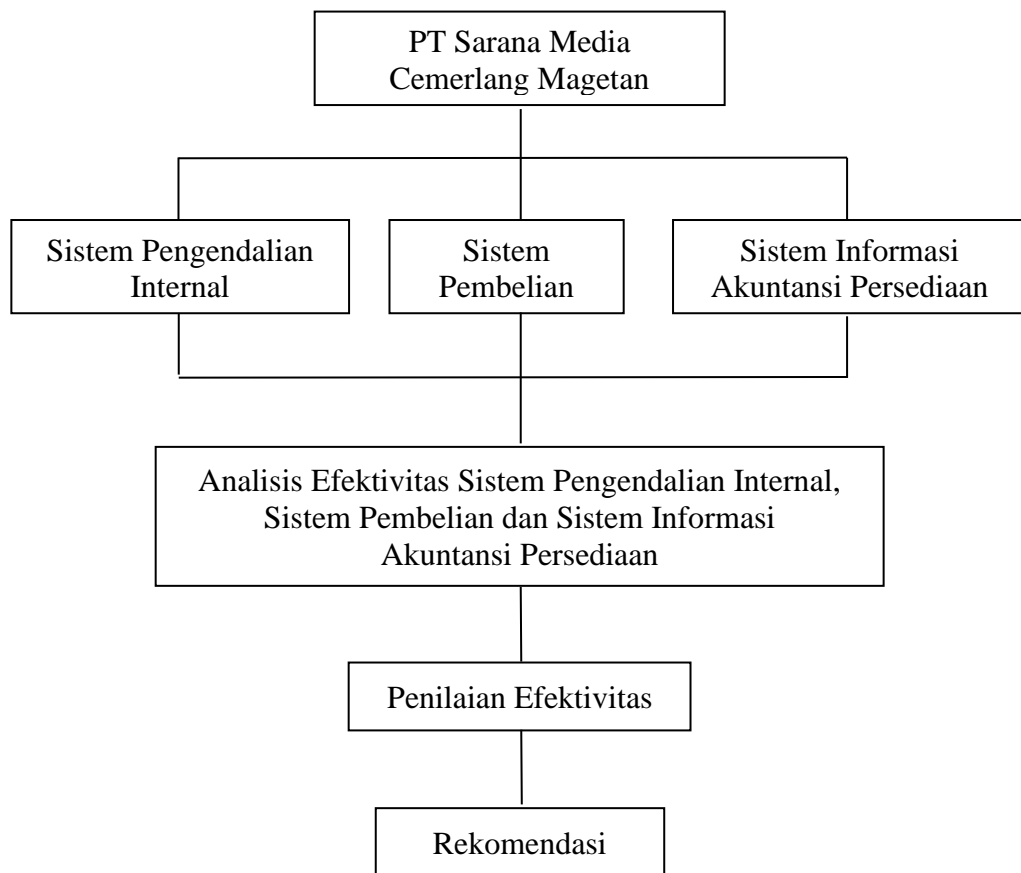 PT Sarana Media
Cemerlang Magetan
Sistem Pengendalian
Internal
Sistem
Pembelian
Sistem Informasi
Akuntansi Persediaan
Analisis Efektivitas Sistem Pengendalian Internal,
Sistem Pembelian dan Sistem Informasi
Akuntansi Persediaan
Penilaian Efektivitas
Rekomendasi